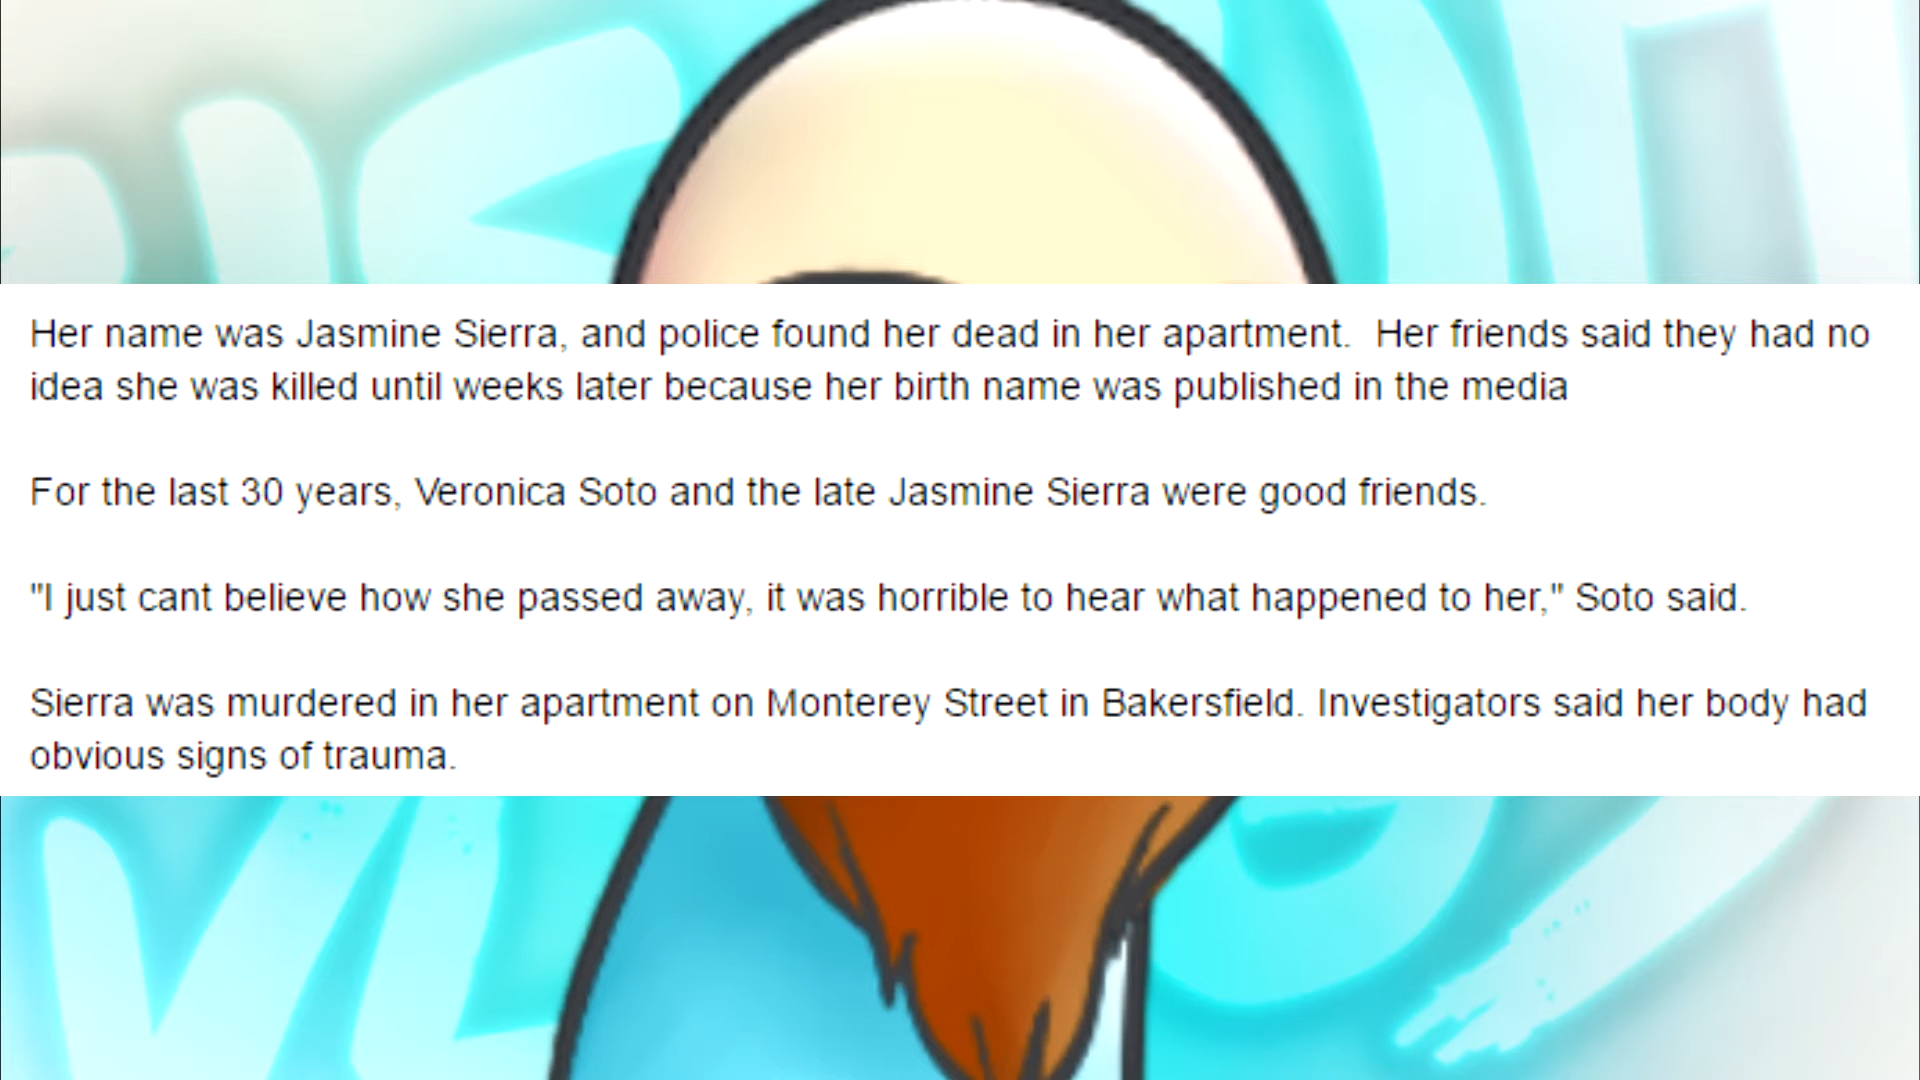 Her name was Jasmine Sierra, and police found her dead in her apartment.  Her friends said they had no
idea she was killed until weeks later because her birth name was published in the media
For the last 30 years, Veronica Soto and the late Jasmine Sierra were good friends.
"I just cant believe how she passed away, it was horrible to hear what happened to her," Soto said.
Sierra was murdered in her apartment on Monterey Street in Bakersfield. Investigators said her body had
obvious signs of trauma.